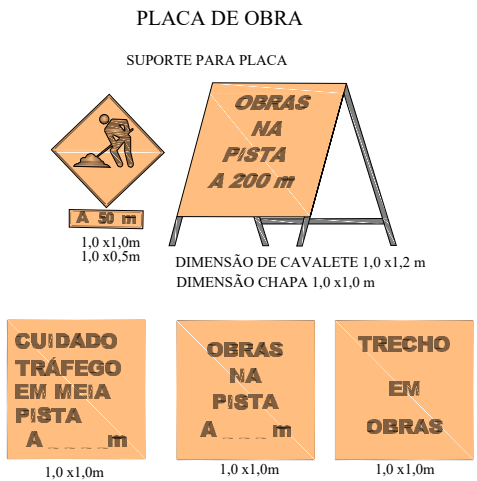 PLACA DE OBRA
SUPORTE PARA PLACA
OBRAS
NA
PISTA
A 200 m
A 50 m
1,0 x1,0m
1,0 x0,5m
DIMENSÃO DE CAVALETE 1,0 x1,2 m
DIMENSÃO CHAPA 1,0 x1,0 m
CUIDADO
TRÁFEGO
EM MEIA
PISTA
A _ _ _ _ m
1,0 x1,0m
OBRAS
NA
PISTA
A _ _ _ m
1,0 x1,0m
TRECHO
EM
OBRAS
1,0 x1,0m